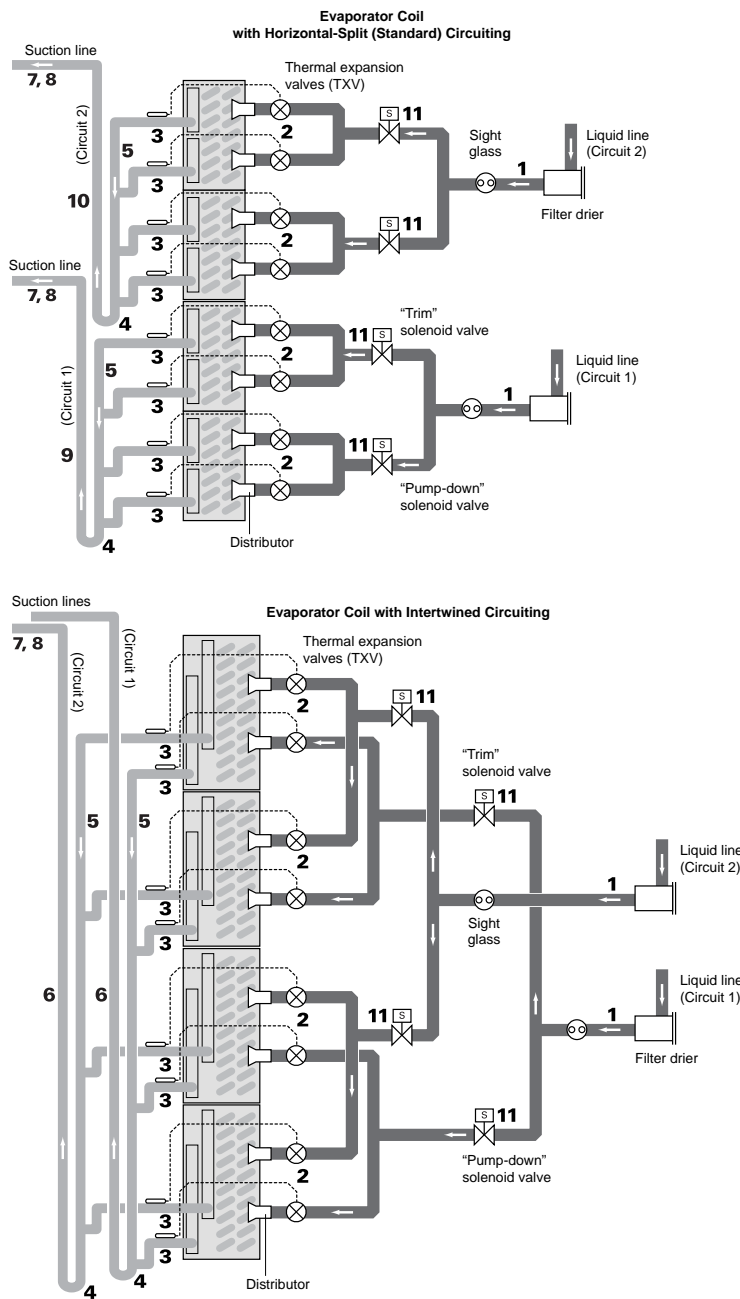 Evaporator Coil
with Horizontal-Split (Standard) Circuiting
Suction line
7, 8
(Circuit 2)
Thermal expansion
valves (TXV)
S
11
Sight
glass
Liquid line
(Circuit 2)
3
2
5
1
3
10
Filter drier
3
2
S
11
Suction line
7, 8
3
4
"Trim"
solenoid valve
3
2
11
S
5
Liquid line
(Circuit 1)
(Circuit 1)
3
1
9
3
2
11
S
3
"Pump-down"
solenoid valve
4
Distributor
Suction lines
Evaporator Coil with Intertwined Circuiting
7, 8
(Circuit 2)
(Circuit 1)
Thermal expansion
valves (TXV)
S
11
2
3
3
"Trim"
solenoid valve
S
11
5
5
2
Liquid line
(Circuit 2)
3
1
3
Sight
glass
6
6
2
11
S
Liquid line
(Circuit 1)
1
3
3
Filter drier
S
11
2
"Pump-down"
solenoid valve
3
3
4
4
Distributor